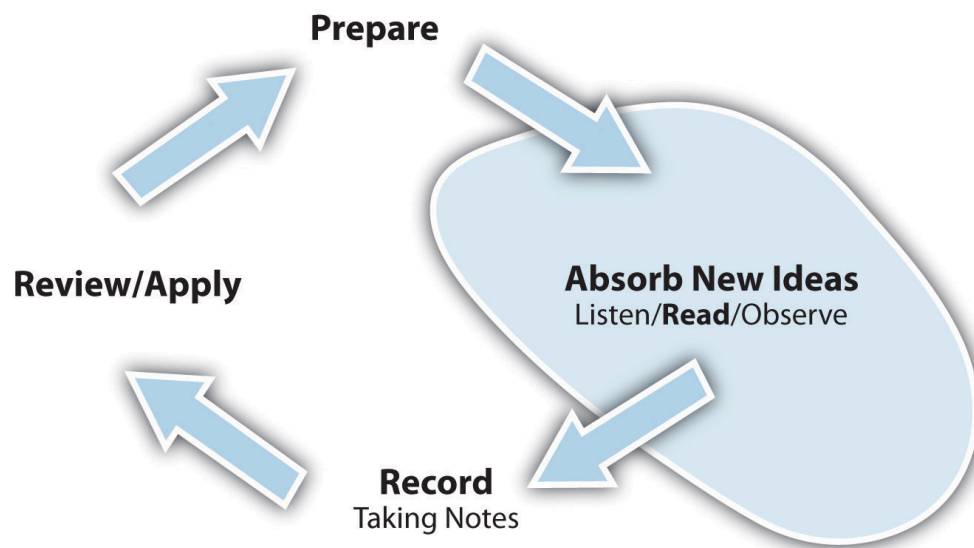 Prepare
Absorb New Ideas
Listen/Read/Observe
Record
Taking Notes
Review/Apply